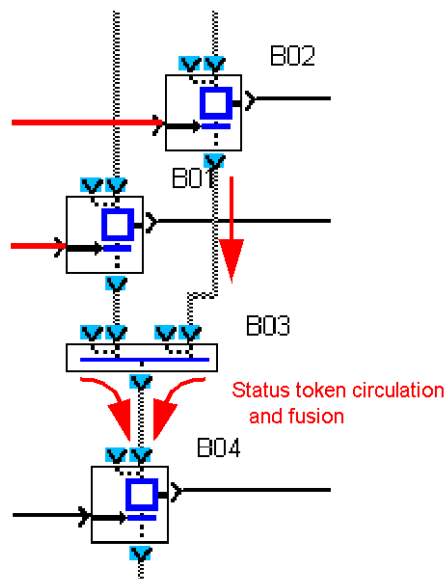 B02
B01
B03
Status token circulation
and fusion
B04